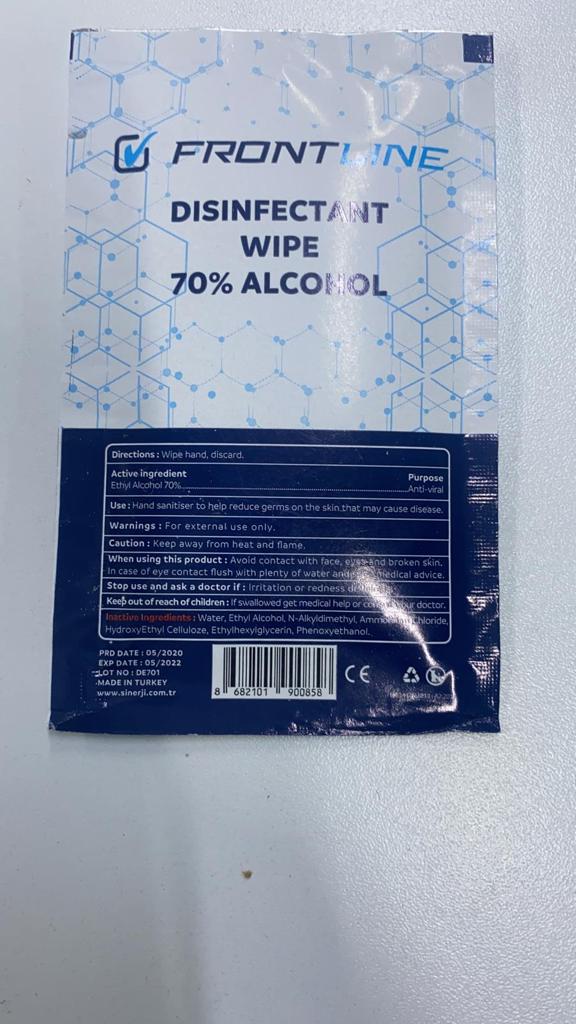 FRONTLINE
DISINFECTANT
WIPE
70% ALCOHOL
Directions : Wipe hand, discard.
Active ingredient Purpose
Ethyl Alcohol 70%..........Anti-viral
Use : Hand sanitiser to help reduce germs on the skin.that may cause disease.
Warnings : For external use only.
Caution : Keep away from heat and flame.
When using this product : Avoid contact with face, eyes and broken skin.
In case of eye contact flush with plenty of water and medical advice.
Stop use and ask a doctor if : Irritation or redness
Keep out of reach of children : If swallowed get medical help or your doctor.
Inactive Ingredients : Water, Ethyl Alcohol, N-Alkyldimethyl, Ammonium Chloride,
HydroxyEthyl Celluloze, Ethylhexylglycerin, Phenoxyethanol.
PRD DATE : 05/2020
EXP DATE : 05/2022
LOT NO : DE701
MADE IN TURKEY
www.sinerji.com.tr
8 682101 900858
CE